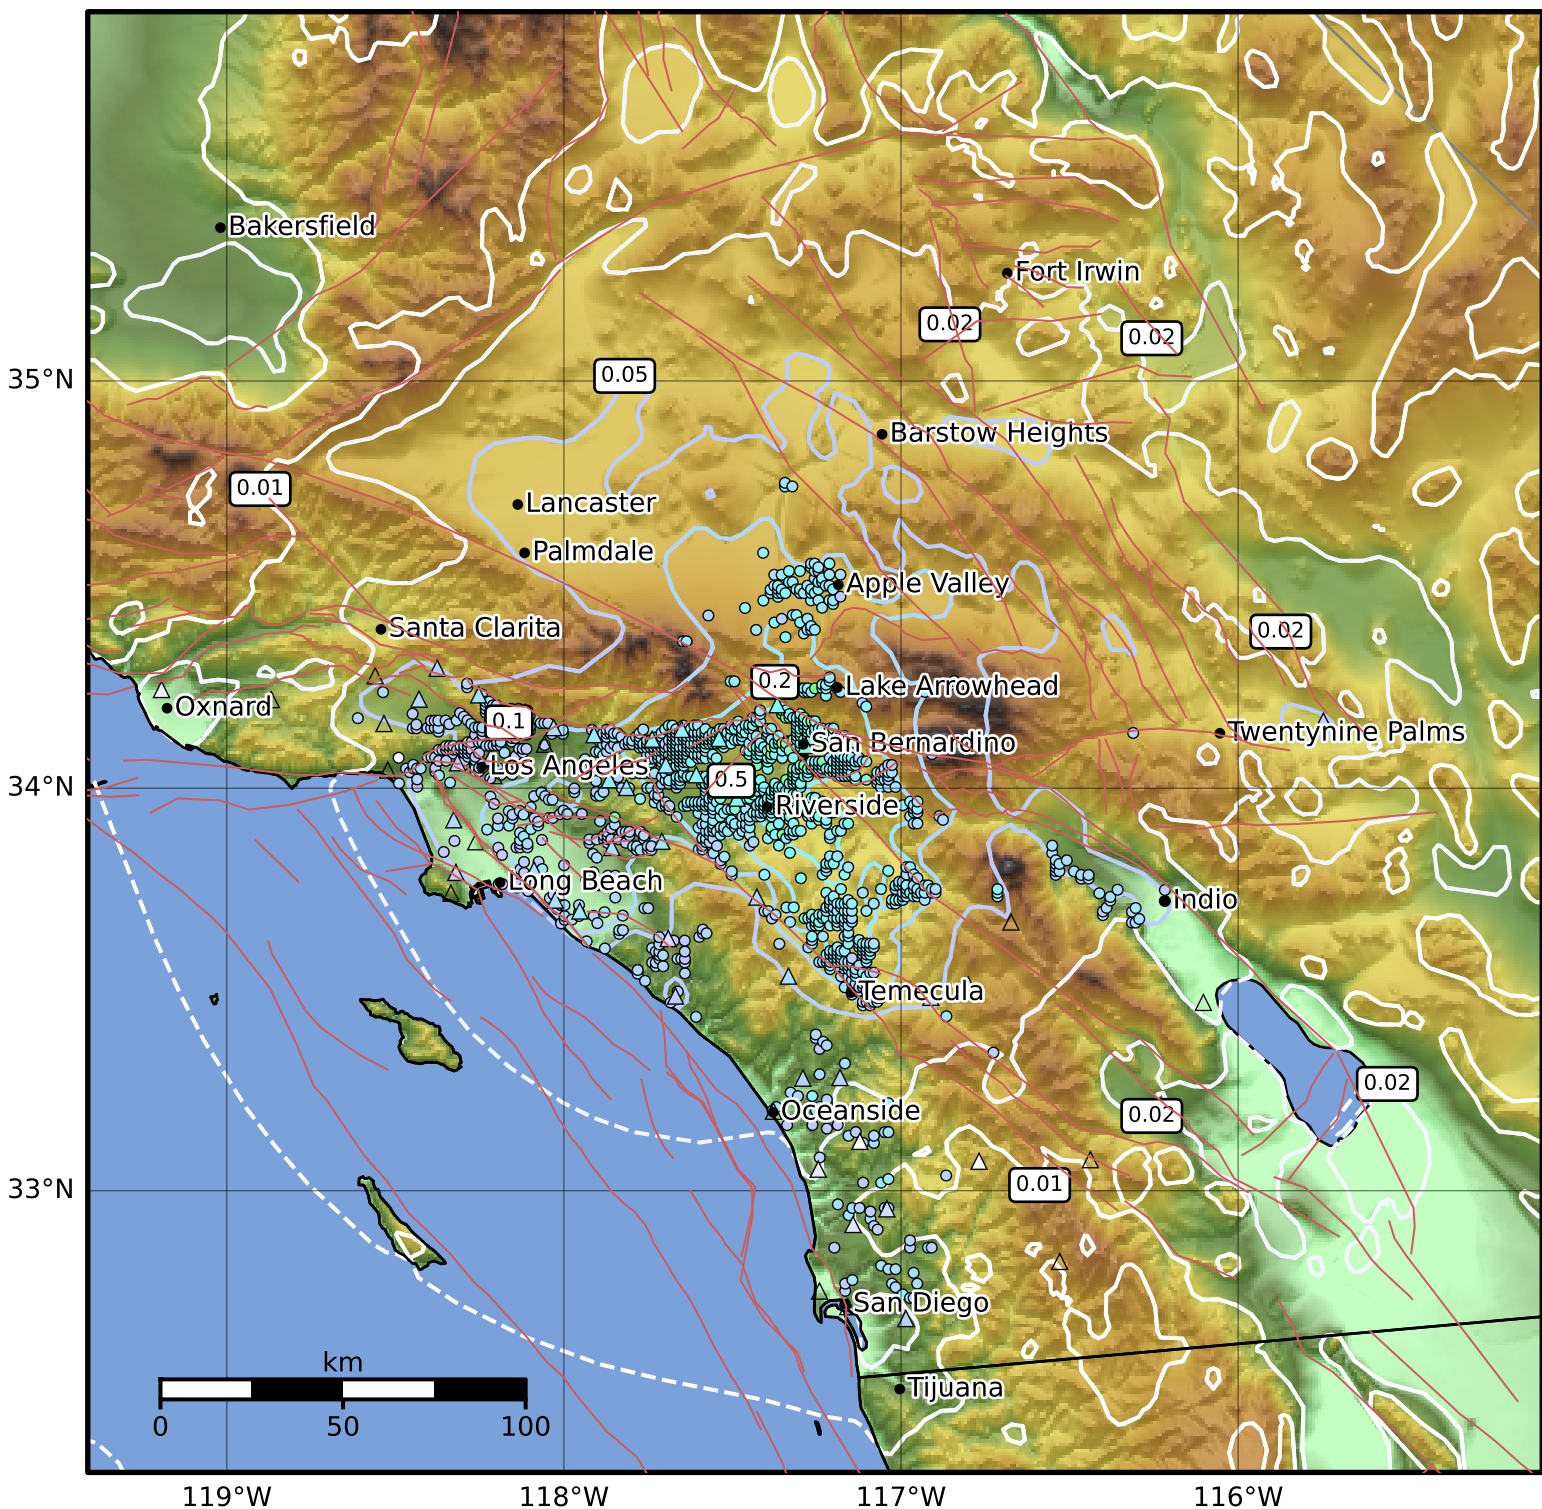 Bakersfield
Fort Irwin
0.02
0.02
35°N
0.05
Barstow Heights
0.01
Lancaster
Palmdale
Apple Valley
Santa Clarita
0.02
0.2
Lake Arrowhead
Oxnard
0.1
Twentynine Palms
San Bernardino
Los Angeles
34°N
0.5
Riverside
Long Beach
Indio
Temecula
0.02
Oceanside
0.02
33°N
0.01
San Diego
km
Tijuana
0 50 100
119°W 118°W 117°W 116°W